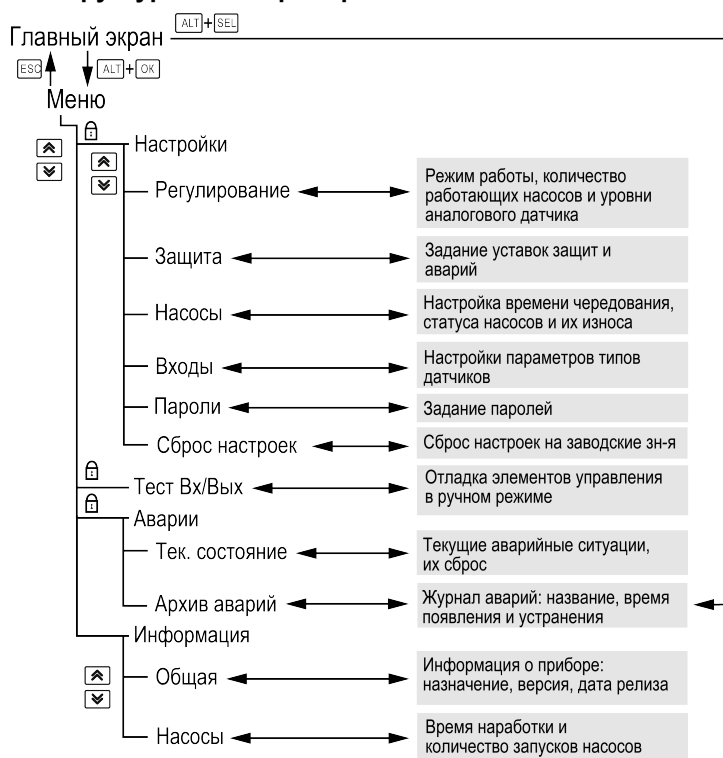 ALT + SEL
Главный экран
ESC ALT + OK
Меню
Настройки
Регулирование
Режим работы, количество
работающих насосов и уровни
аналогового датчика
Защита
Задание уставок защит и
аварий
Насосы
Настройка времени чередования,
статуса насосов и их износа
Входы
Настройки параметров типов
датчиков
Пароли
Задание паролей
Сброс настроек
Сброс настроек на заводские зн-я
Тест Вх/Вых
Отладка элементов управления
в ручном режиме
Аварии
Тек. состояние
Текущие аварийные ситуации,
их сброс
Архив аварий
Журнал аварий: название, время
появления и устранения
Информация
Общая
Информация о приборе:
назначение, версия, дата релиза
Насосы
Время наработки и
количество запусков насосов